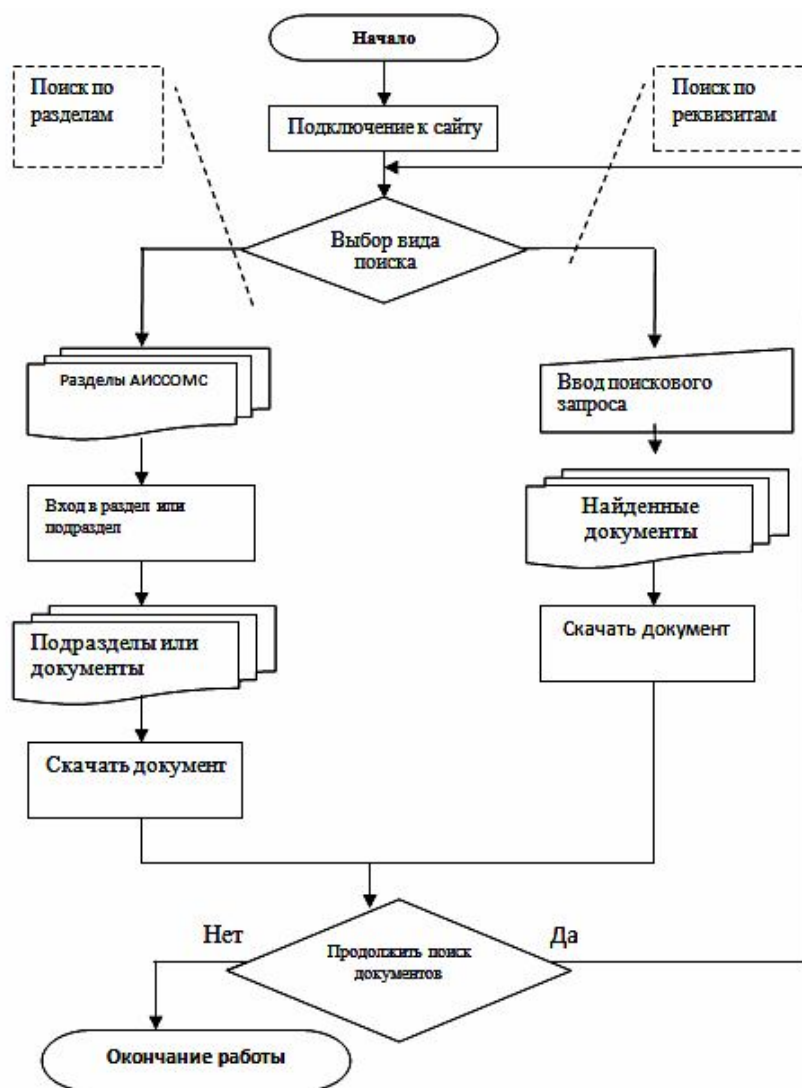 Начало
Поиск по
разделам
Поиск по
реквизитам
Подключение к сайту
Выбор вида
поиска
Разделы АИССОМС
Вход в раздел или
подраздел
Подразделы или
документы
Скачать документ
Ввод поискового
запроса
Найденные
документы
Скачать документ
Нет
Продолжить поиск
документов
Да
Окончание работы